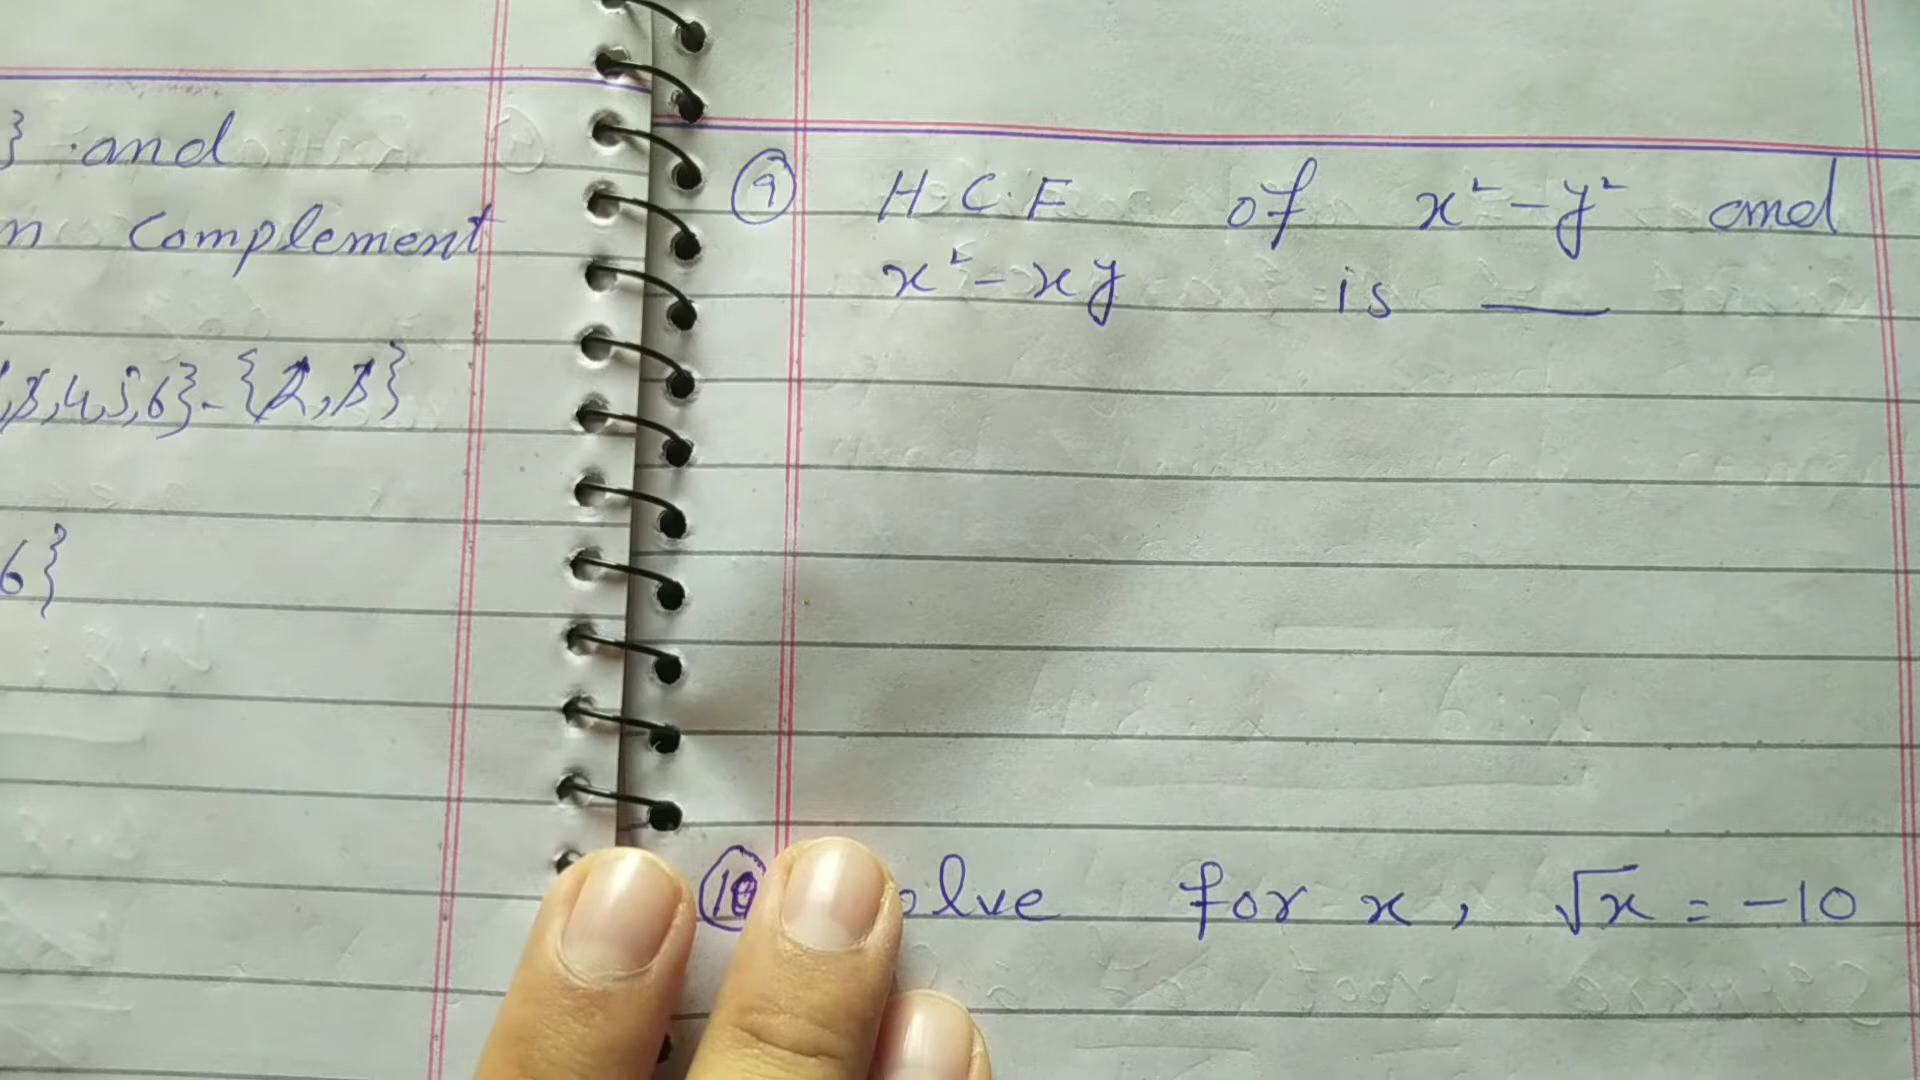 } and
n complement
,3,4,5,6}-{2,3}
6}
9 H.C.F of x²-y² and
x²-xy is ___
10 olve for x, √x = -10